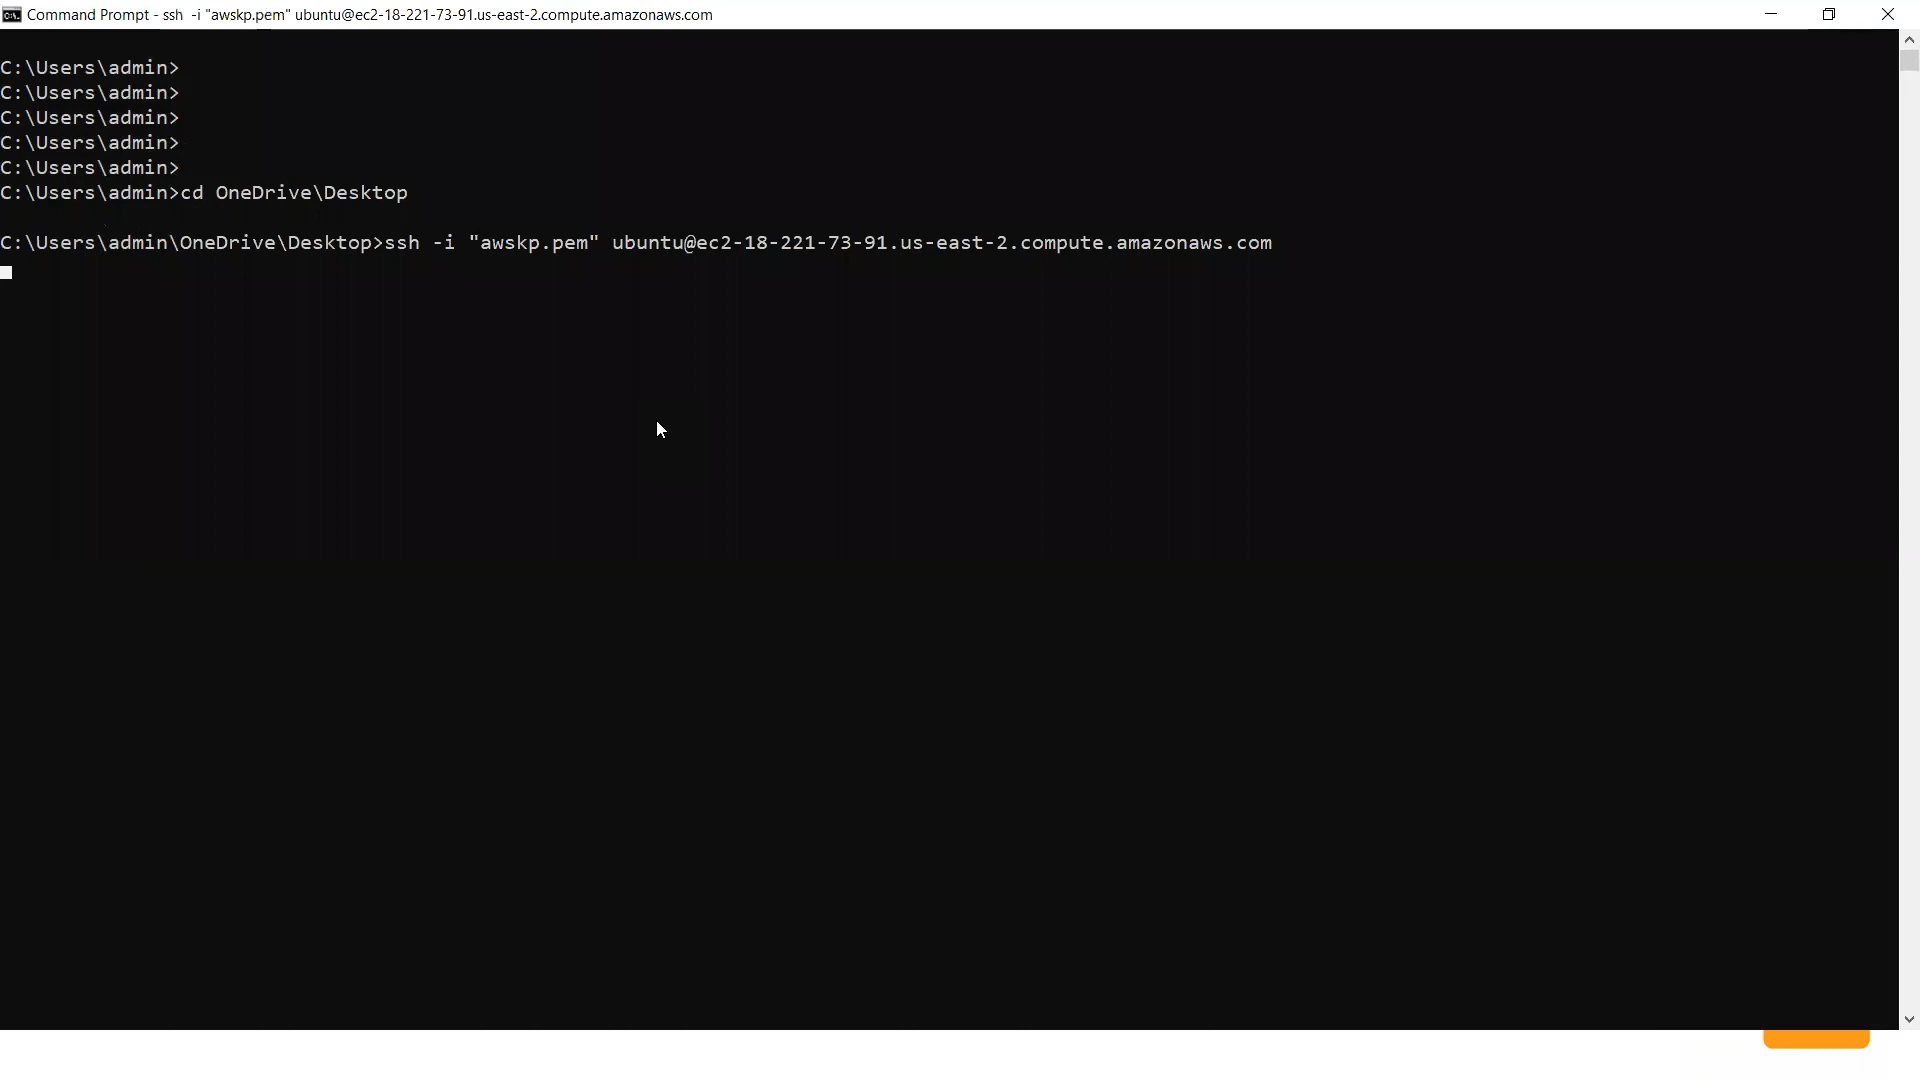 Command Prompt - ssh  -i "awskp.pem" ubuntu@ec2-18-221-73-91.us-east-2.compute.amazonaws.com
C:\Users\admin>
C:\Users\admin>
C:\Users\admin>
C:\Users\admin>
C:\Users\admin>
C:\Users\admin>cd OneDrive\Desktop
C:\Users\admin\OneDrive\Desktop>ssh -i "awskp.pem" ubuntu@ec2-18-221-73-91.us-east-2.compute.amazonaws.com